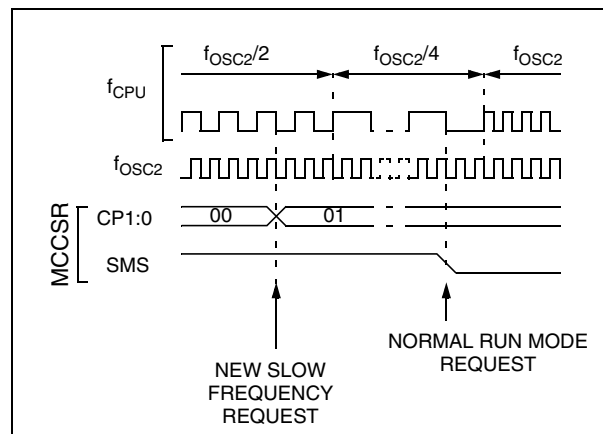 fOSC2/2 fOSC2/4 fOSC2
fCPU
fOSC2
MCCSR
CP1:0 00 01
SMS
NEW SLOW
FREQUENCY
REQUEST
NORMAL RUN MODE
REQUEST